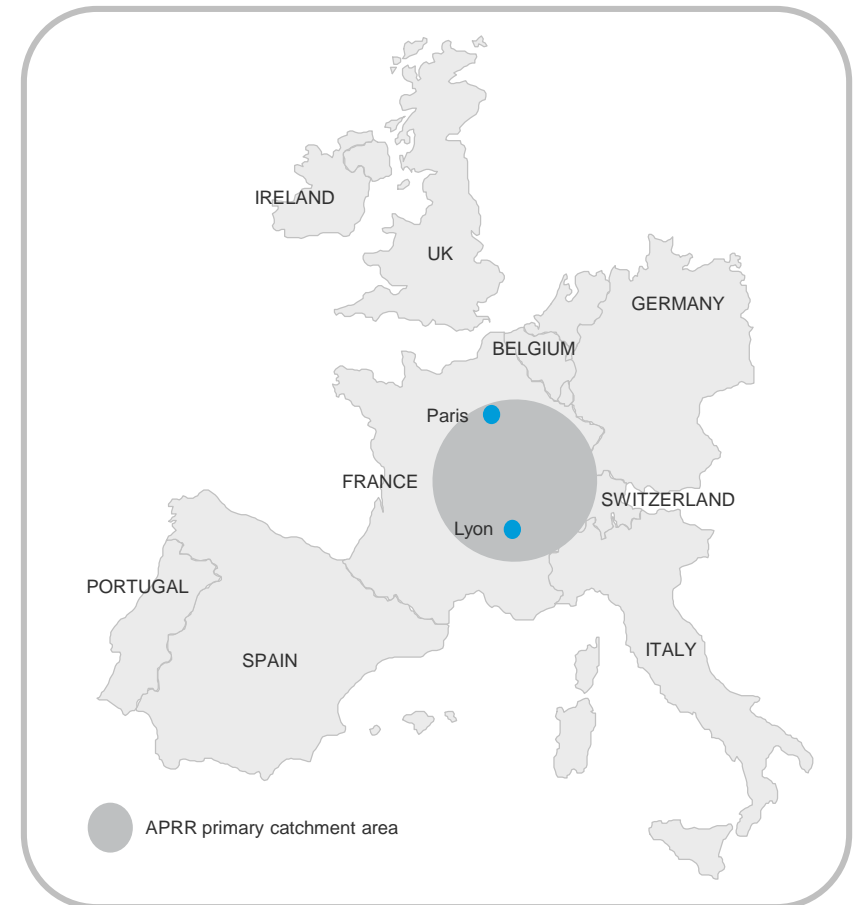 IRELAND
UK
GERMANY
BELGIUM
Paris
FRANCE
SWITZERLAND
Lyon
PORTUGAL
ITALY
SPAIN
APRR primary catchment area